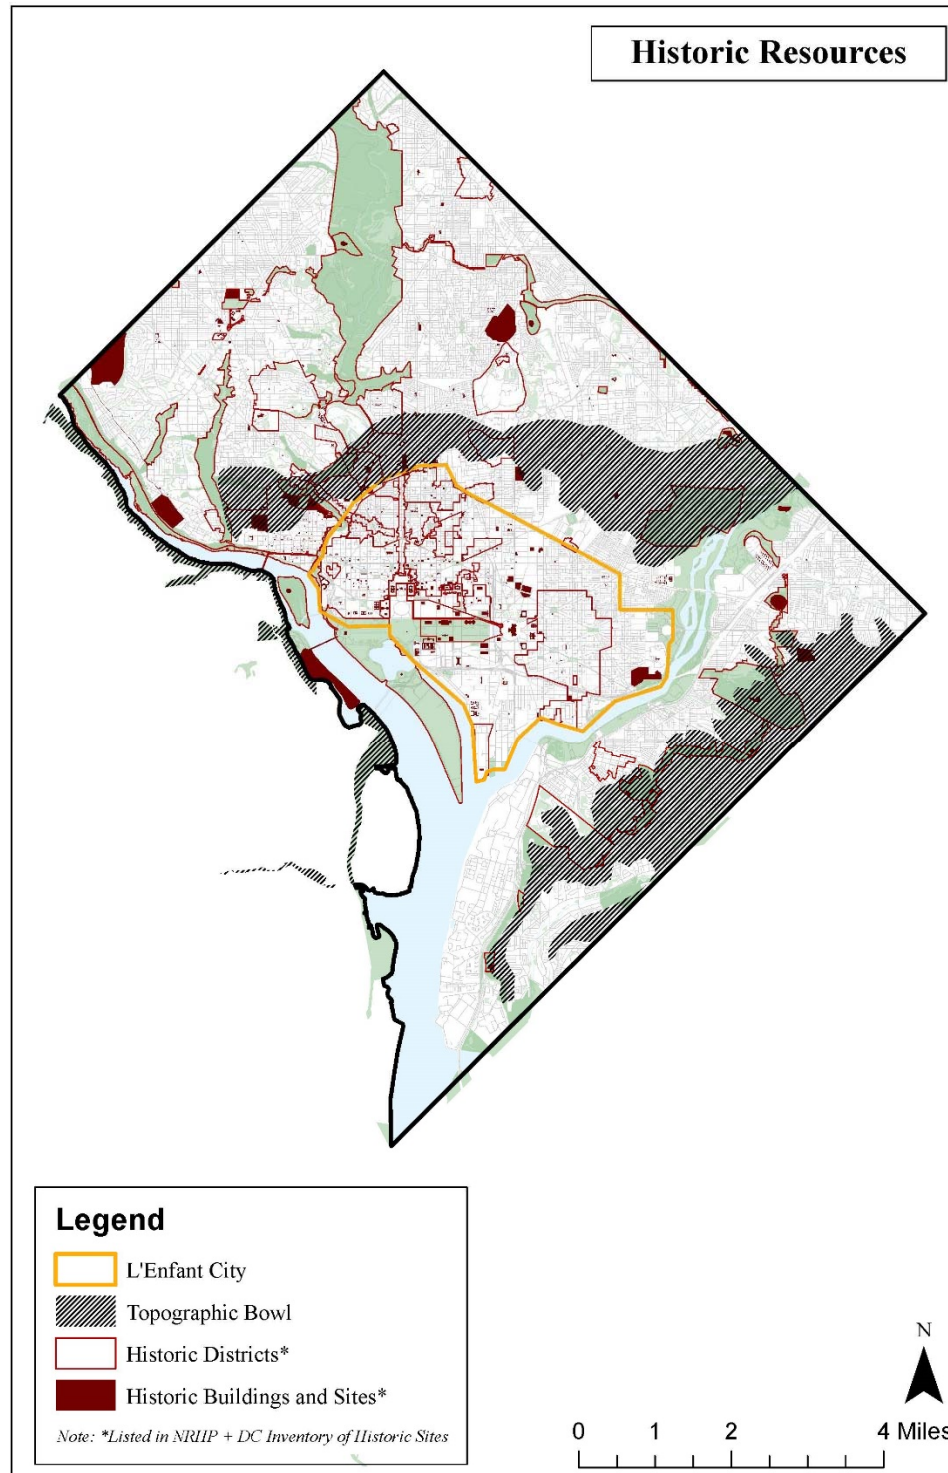 Historic Resources
Legend
L'Enfant City
Topographic Bowl
Historic Districts*
Historic Buildings and Sites*
Note: *Listed in NRHP + DC Inventory of Historic Sites
N
0 1 2 4 Miles